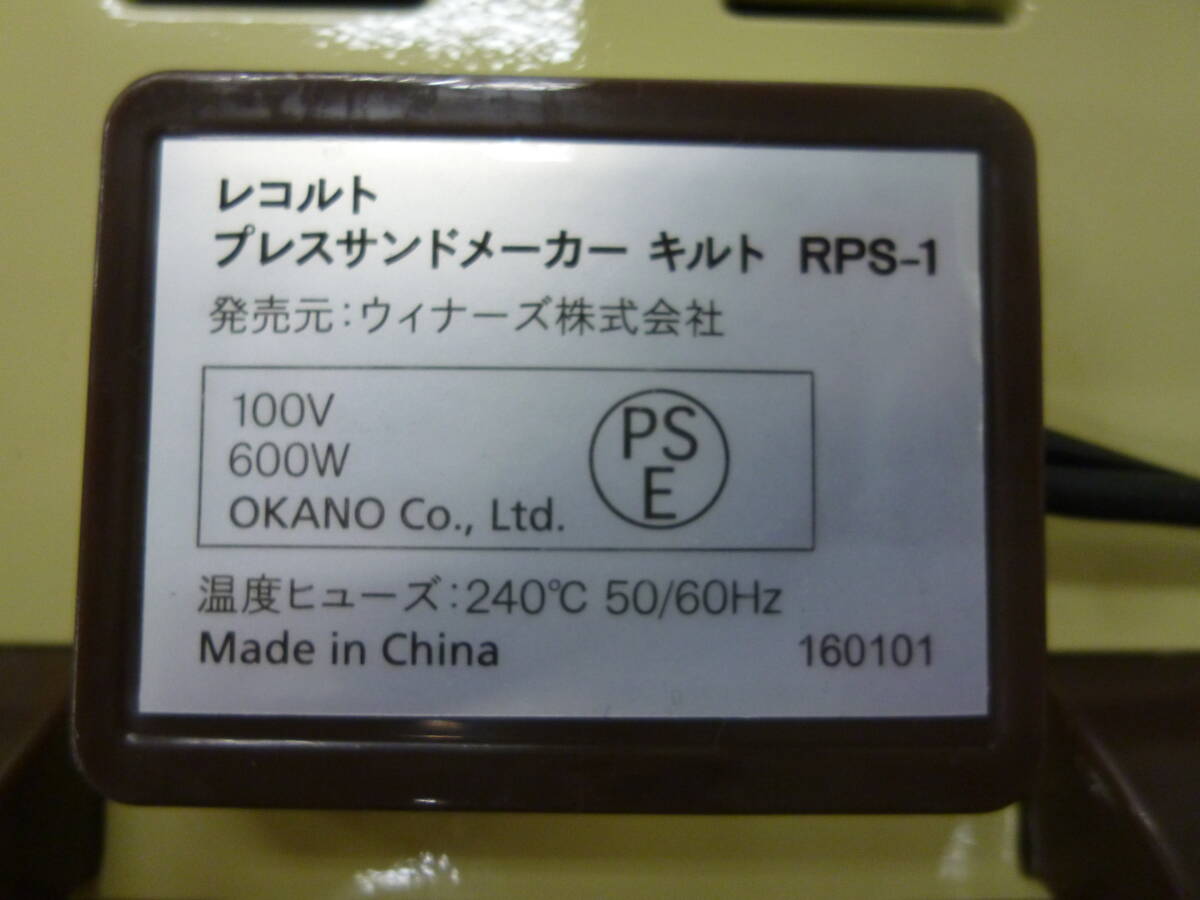 レコルト
プレスサンドメーカー キルト RPS-1
発売元：ウィナーズ株式会社
100V
600W
OKANO Co., Ltd.
PS
E
温度ヒューズ：240℃ 50/60Hz
Made in China 160101